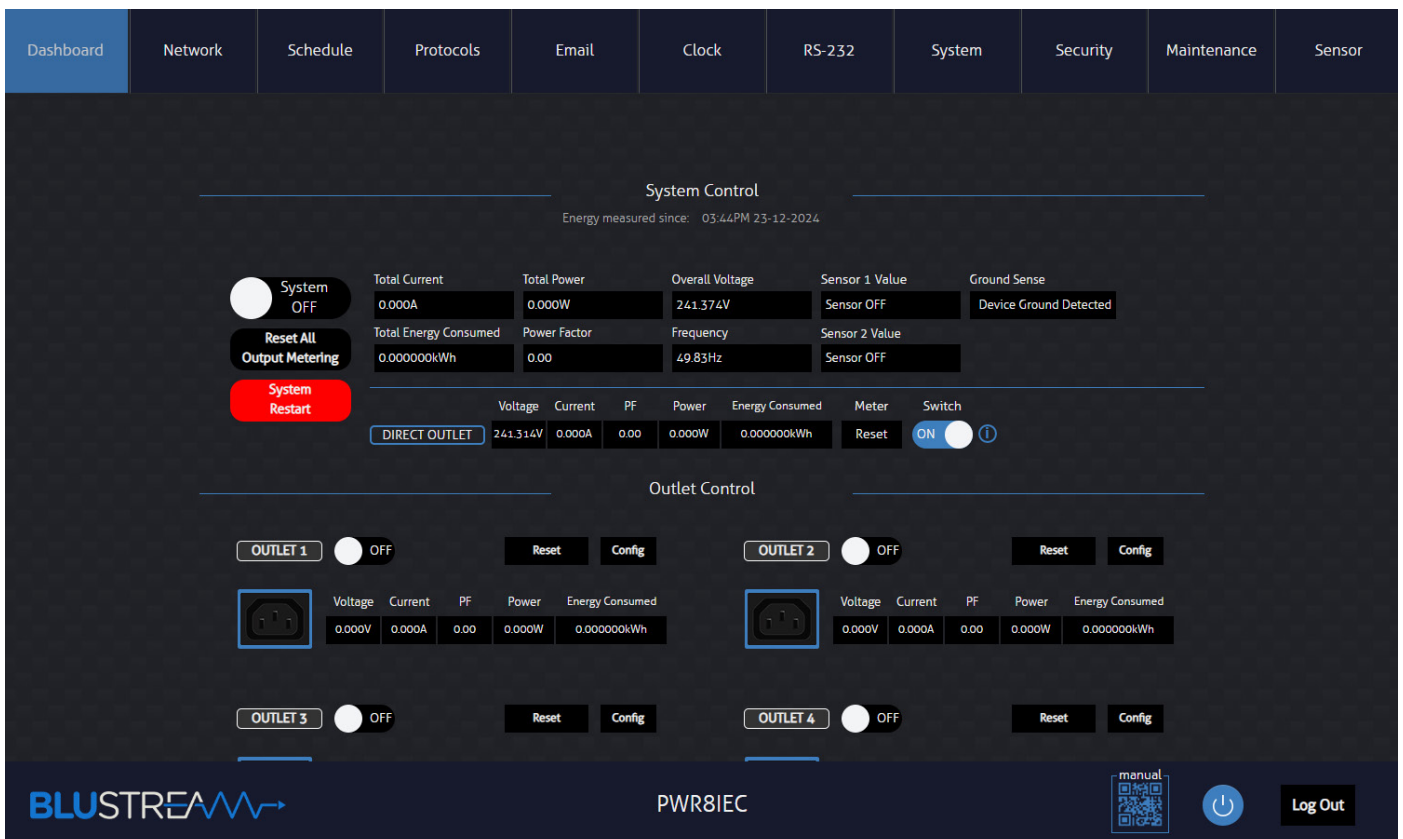 Dashboard Network Schedule Protocols Email Clock RS-232 System Security Maintenance Sensor
System Control
Energy measured since: 03:44PM 23-12-2024
System OFF
Reset All Output Metering
System Restart
Total Current Total Power Overall Voltage Sensor 1 Value Ground Sense
0.000A 0.000W 241.374V Sensor OFF Device Ground Detected
Total Energy Consumed Power Factor Frequency Sensor 2 Value
0.000000kWh 0.00 49.83Hz Sensor OFF
Voltage Current PF Power Energy Consumed Meter Switch
DIRECT OUTLET 241.314V 0.000A 0.00 0.000W 0.000000kWh Reset ON i
Outlet Control
OUTLET 1 OFF Reset Config
Voltage Current PF Power Energy Consumed
0.000V 0.000A 0.00 0.000W 0.000000kWh
OUTLET 2 OFF Reset Config
Voltage Current PF Power Energy Consumed
0.000V 0.000A 0.00 0.000W 0.000000kWh
OUTLET 3 OFF Reset Config
OUTLET 4 OFF Reset Config
BLUSTREAM
PWR8IEC
manual
Log Out